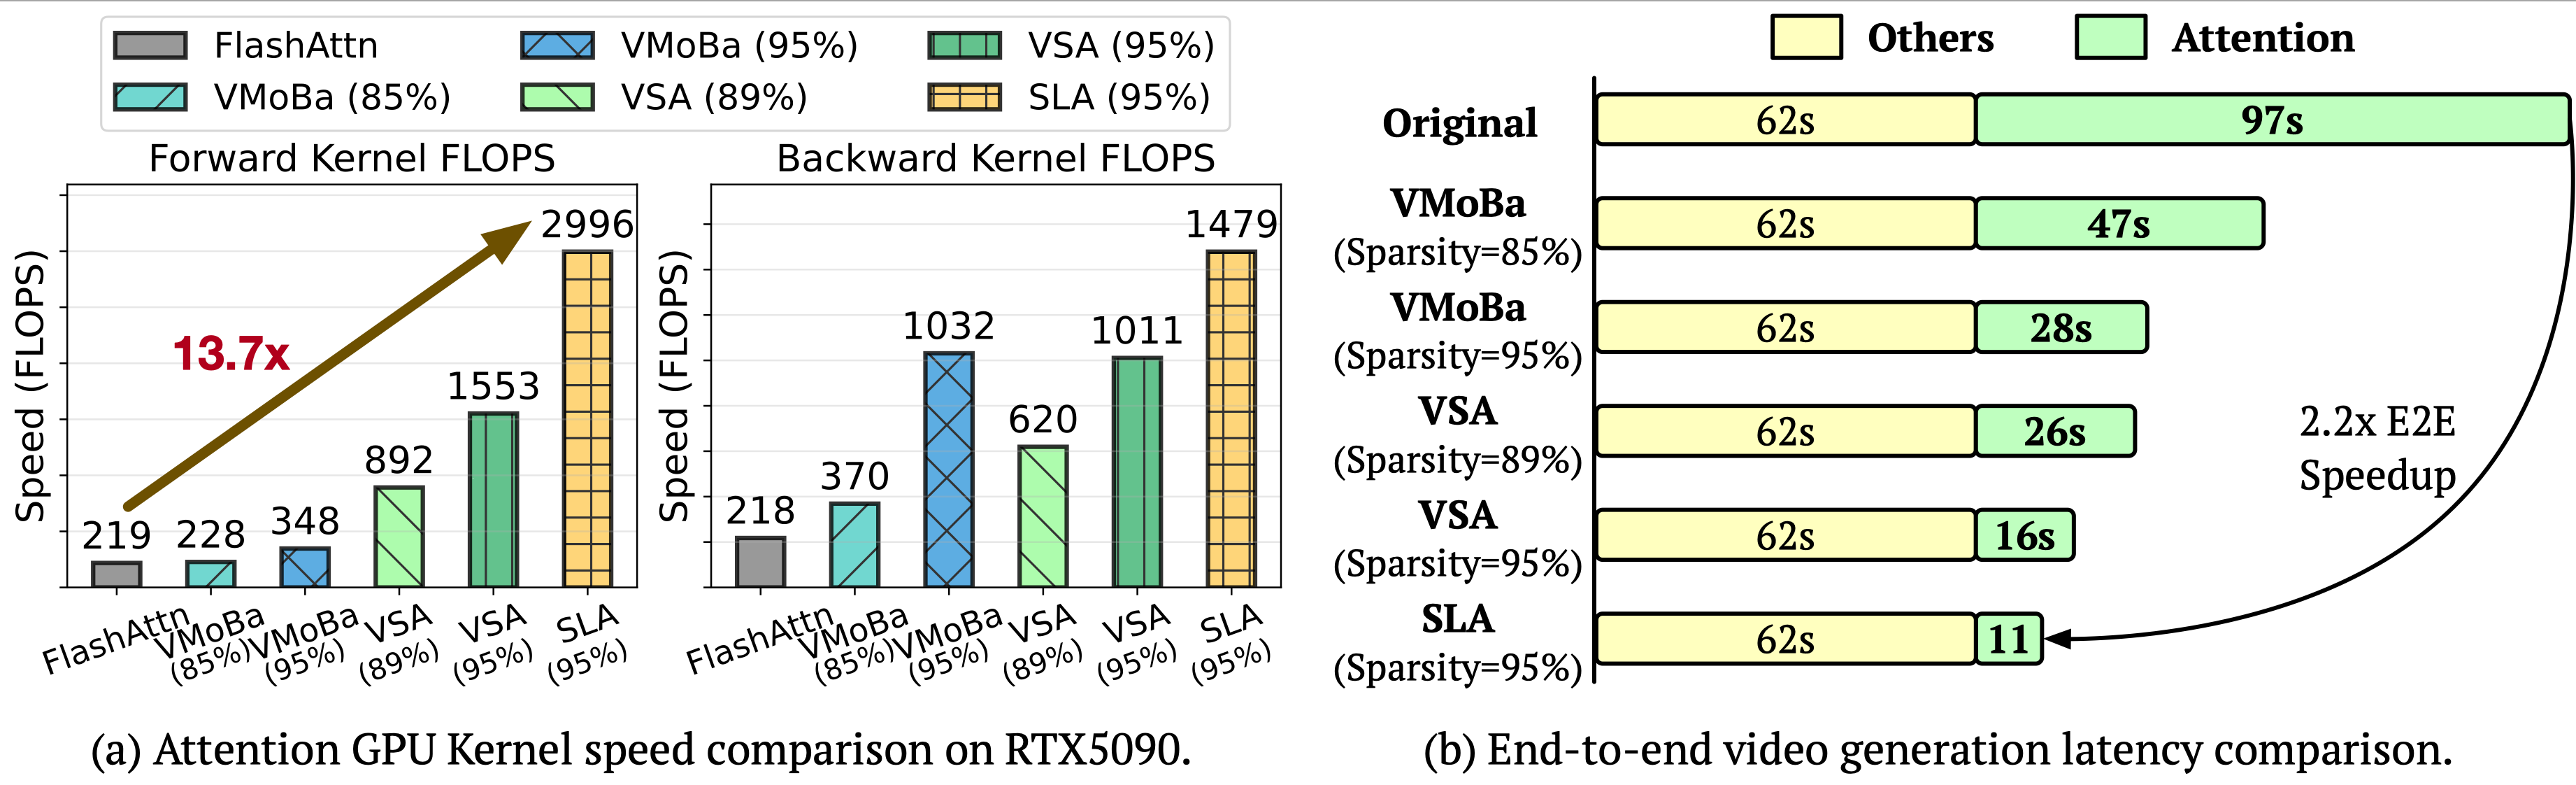 FlashAttn
VMoBa (85%)
VMoBa (95%)
VSA (89%)
VSA (95%)
SLA (95%)
Forward Kernel FLOPS
Speed (FLOPS)
13.7x
219
228
348
892
1553
2996
FlashAttn
VMoBa
(85%)
VMoBa
(95%)
VSA
(89%)
VSA
(95%)
SLA
(95%)
Backward Kernel FLOPS
Speed (FLOPS)
218
370
1032
620
1011
1479
FlashAttn
VMoBa
(85%)
VMoBa
(95%)
VSA
(89%)
VSA
(95%)
SLA
(95%)
(a) Attention GPU Kernel speed comparison on RTX5090.
Others
Attention
Original
62s
97s
VMoBa
(Sparsity=85%)
62s
47s
VMoBa
(Sparsity=95%)
62s
28s
VSA
(Sparsity=89%)
62s
26s
VSA
(Sparsity=95%)
62s
16s
SLA
(Sparsity=95%)
62s
11
2.2x E2E
Speedup
(b) End-to-end video generation latency comparison.